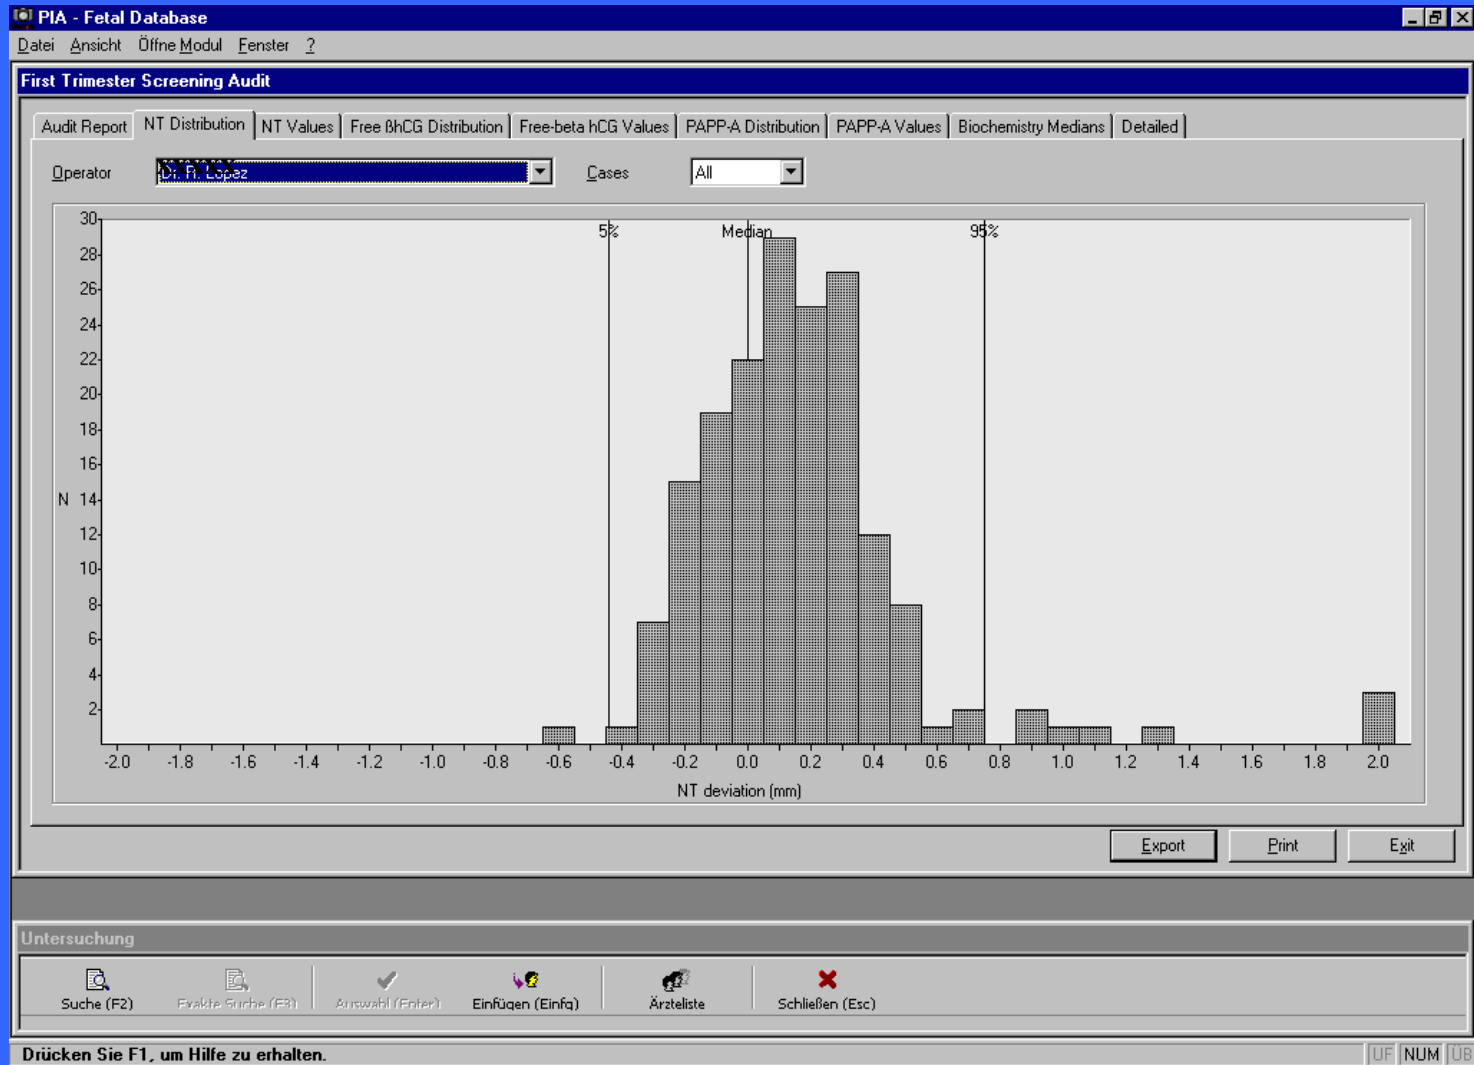 PIA - Fetal Database
Datei Ansicht Öffne Modul Fenster ?
First Trimester Screening Audit
Audit Report NT Distribution NT Values Free ßhCG Distribution Free-beta hCG Values PAPP-A Distribution PAPP-A Values Biochemistry Medians Detailed
Operator Dr. R. Lopez Cases All
5% Median 95%
30
28
26
24
22
20
18
16
N 14
12
10
8
6
4
2
-2.0 -1.8 -1.6 -1.4 -1.2 -1.0 -0.8 -0.6 -0.4 -0.2 0.0 0.2 0.4 0.6 0.8 1.0 1.2 1.4 1.6 1.8 2.0
NT deviation (mm)
Export Print Exit
Untersuchung
Suche (F2) Exakte Suche (F3) Auswahl (Enter) Einfügen (Einfg) Ärzteliste Schließen (Esc)
Drücken Sie F1, um Hilfe zu erhalten. UF NUM ÜB